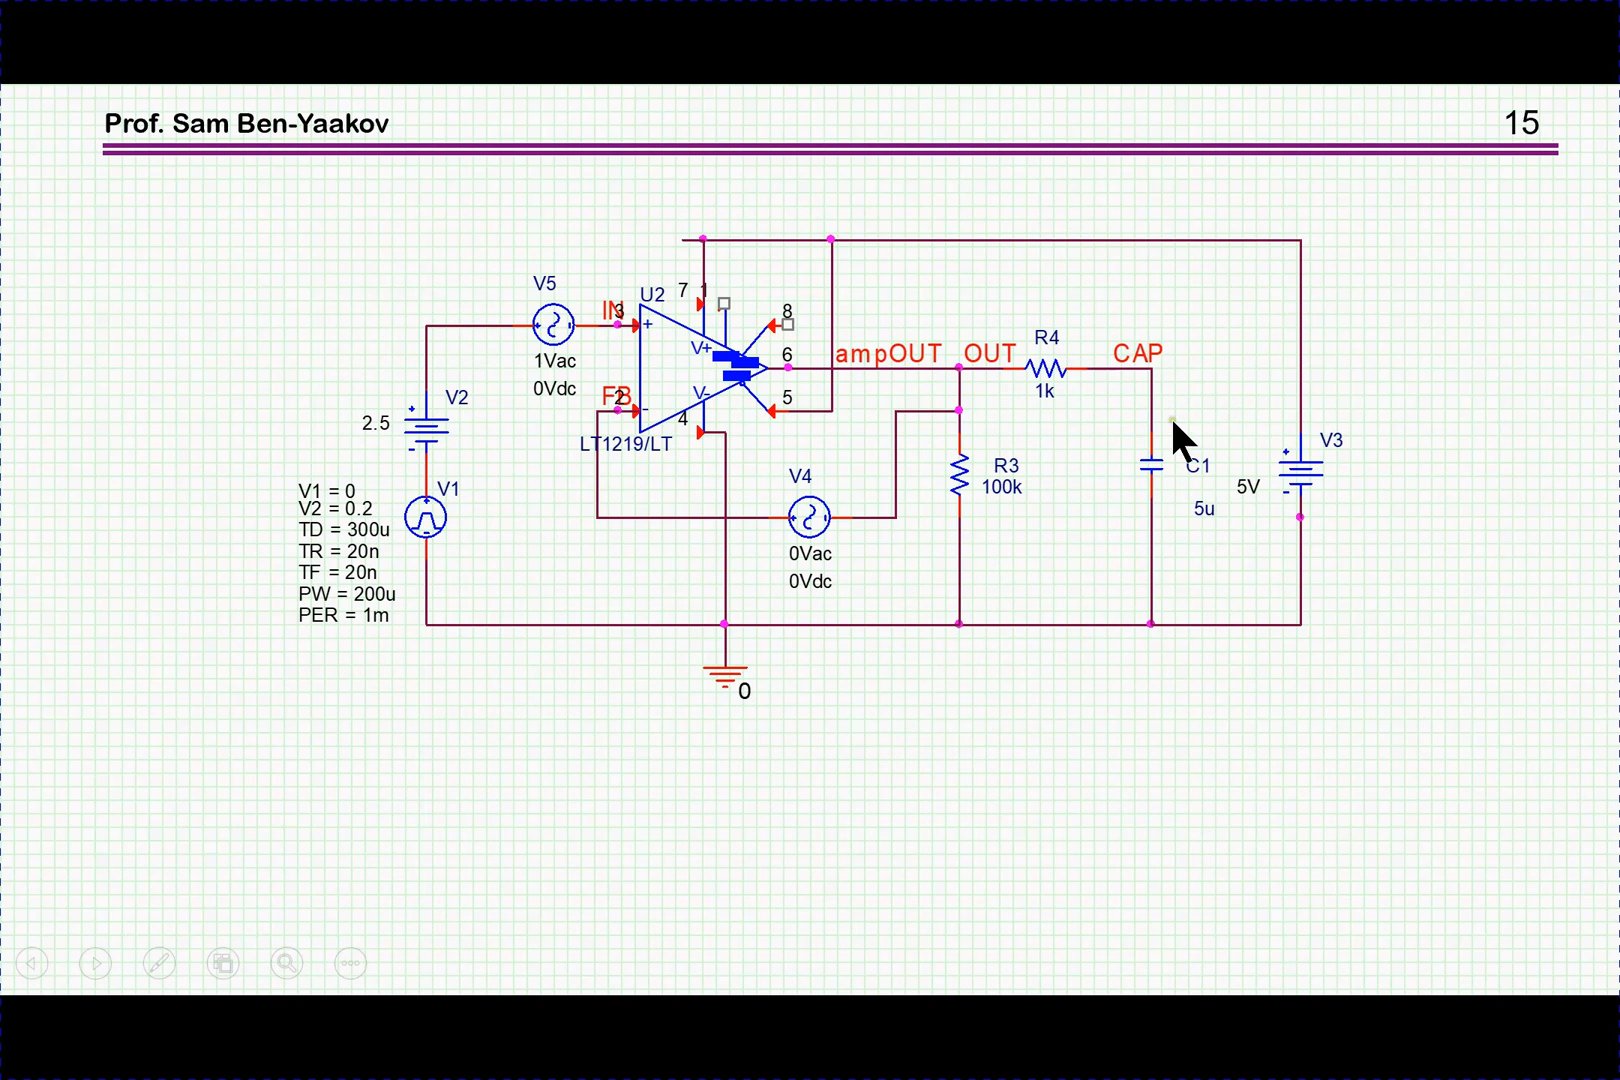 Prof. Sam Ben-Yaakov
15
V5
IN
3
U2
7
1
8
+
V+
6
ampOUT
OUT
R4
CAP
1Vac
0Vdc
1k
V2
2.5
FB
2
-
V-
4
5
LT1219/LT
V3
5V
C1
5u
R3
100k
V4
0Vac
0Vdc
V1
V1 = 0
V2 = 0.2
TD = 300u
TR = 20n
TF = 20n
PW = 200u
PER = 1m
0